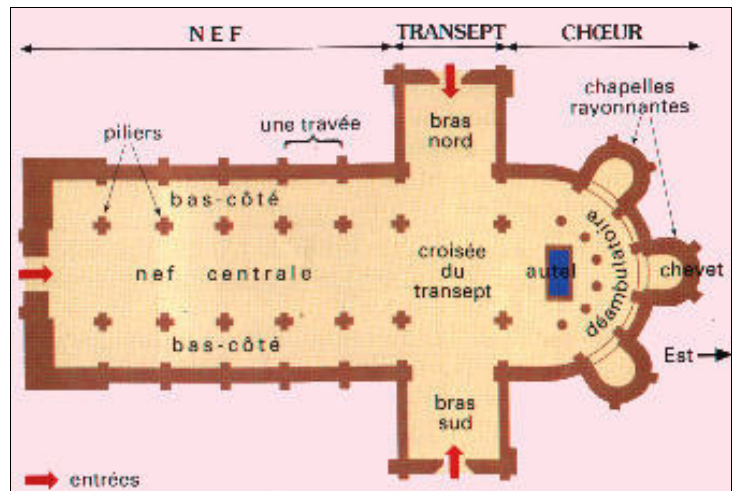 NEF
TRANSEPT
CHŒUR
chapelles
rayonnantes
bras
nord
une travée
piliers
bas-côté
déambulatoire
croisée
du
transept
nef centrale
autel
chevet
bas-côté
Est
bras
sud
entrées